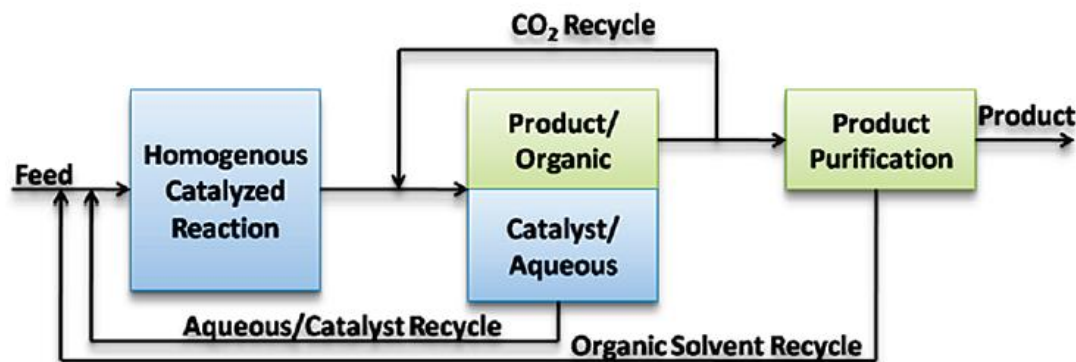 CO₂ Recycle
Feed
Homogenous
Catalyzed
Reaction
Product/
Organic
Catalyst/
Aqueous
Product
Purification
Product
Aqueous/Catalyst Recycle
Organic Solvent Recycle